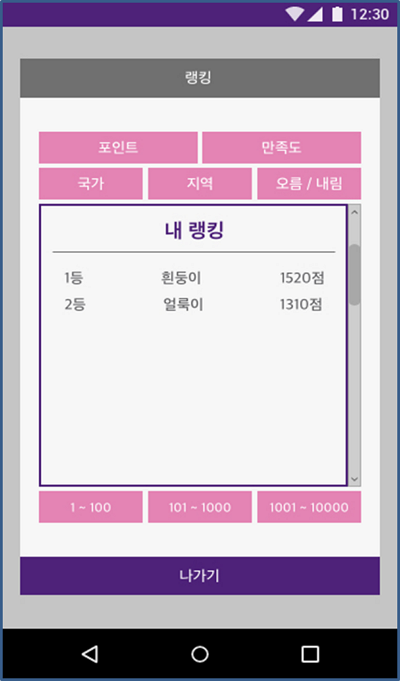 12:30
랭킹
포인트 만족도
국가 지역 오름 / 내림
내 랭킹
1등 흰둥이 1520점
2등 얼룩이 1310점
1 ~ 100 101 ~ 1000 1001 ~ 10000
나가기